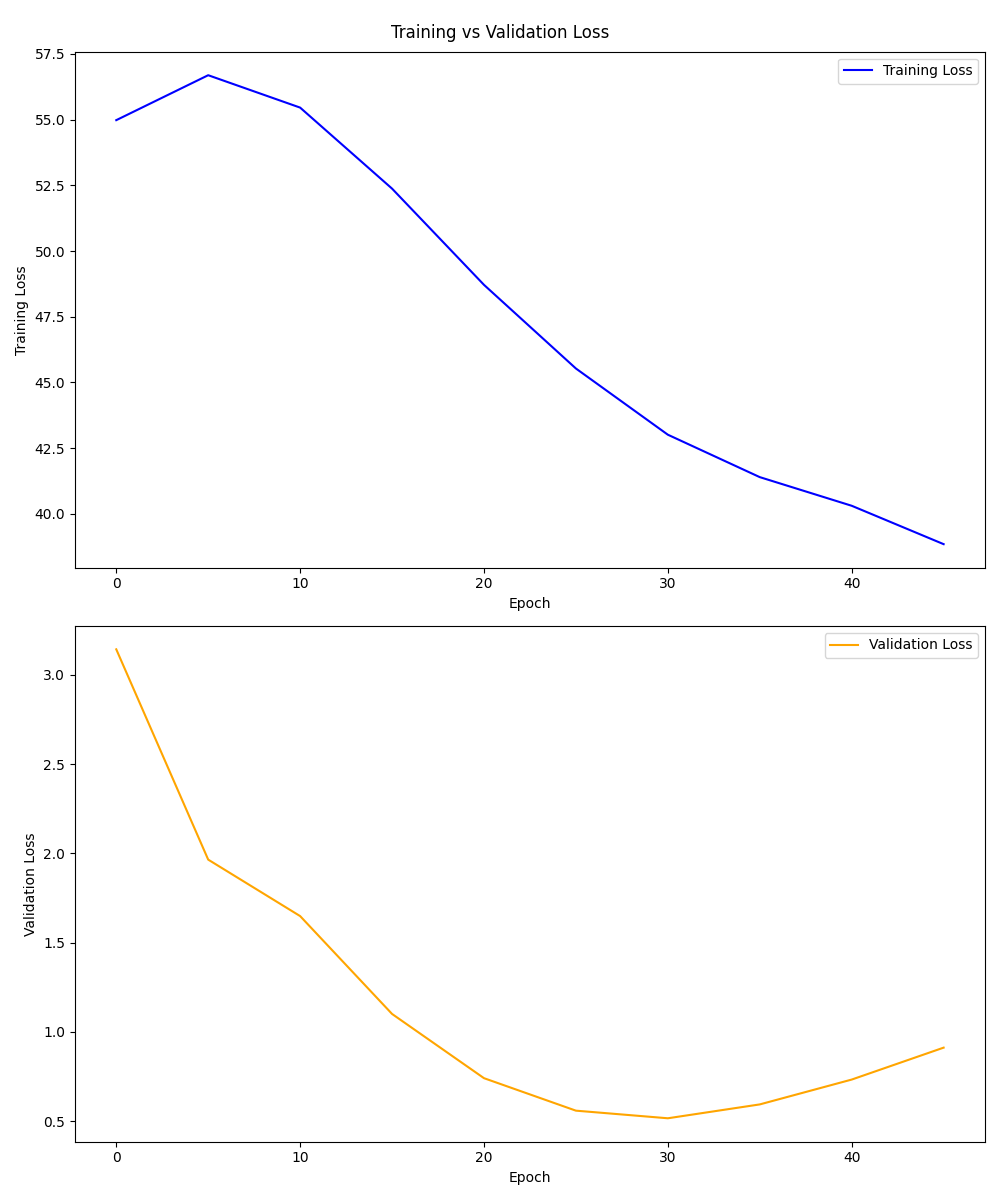 Training vs Validation Loss
57.5
55.0
52.5
50.0
47.5
45.0
42.5
40.0
Training Loss
Training Loss
0 10 20 30 40
Epoch
3.0
2.5
2.0
1.5
1.0
0.5
Validation Loss
Validation Loss
0 10 20 30 40
Epoch